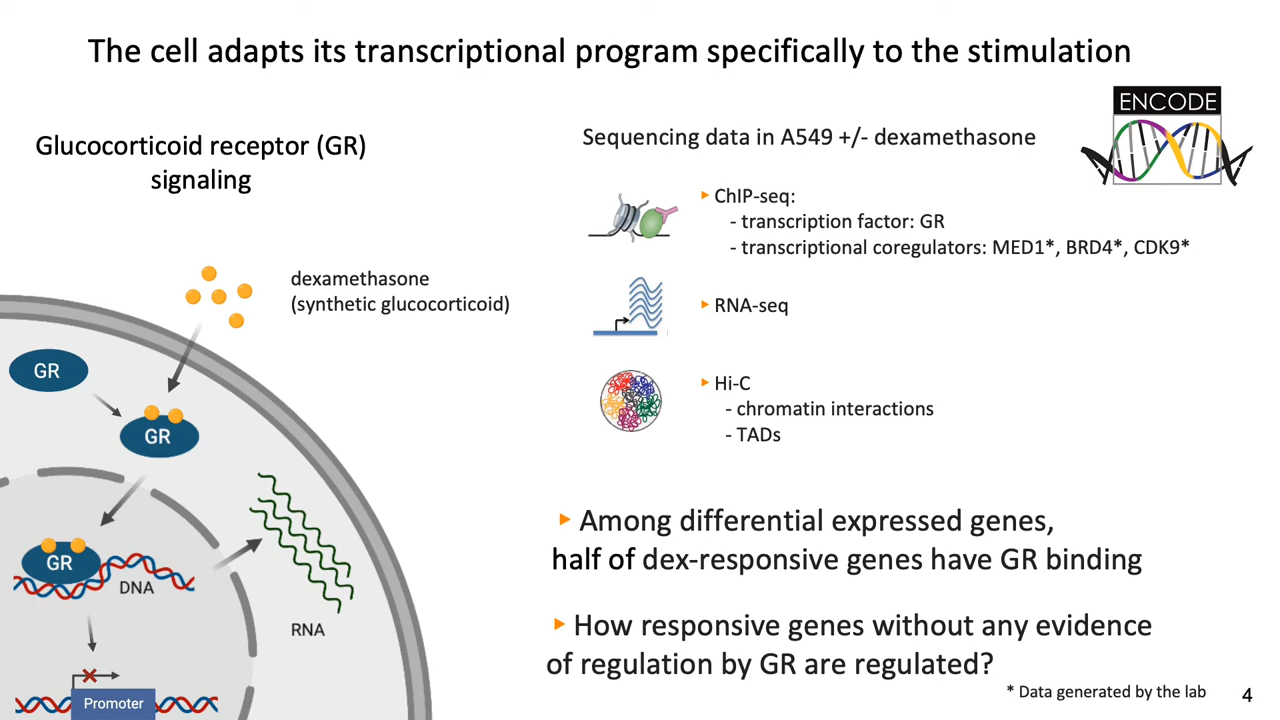 The cell adapts its transcriptional program specifically to the stimulation
ENCODE
Glucocorticoid receptor (GR)
signaling
dexamethasone
(synthetic glucocorticoid)
GR
GR
GR
DNA
RNA
Promoter
Sequencing data in A549 +/- dexamethasone
‣ ChIP-seq:
- transcription factor: GR
- transcriptional coregulators: MED1*, BRD4*, CDK9*
‣ RNA-seq
‣ Hi-C
- chromatin interactions
- TADs
‣ Among differential expressed genes,
half of dex-responsive genes have GR binding
‣ How responsive genes without any evidence
of regulation by GR are regulated?
* Data generated by the lab
4